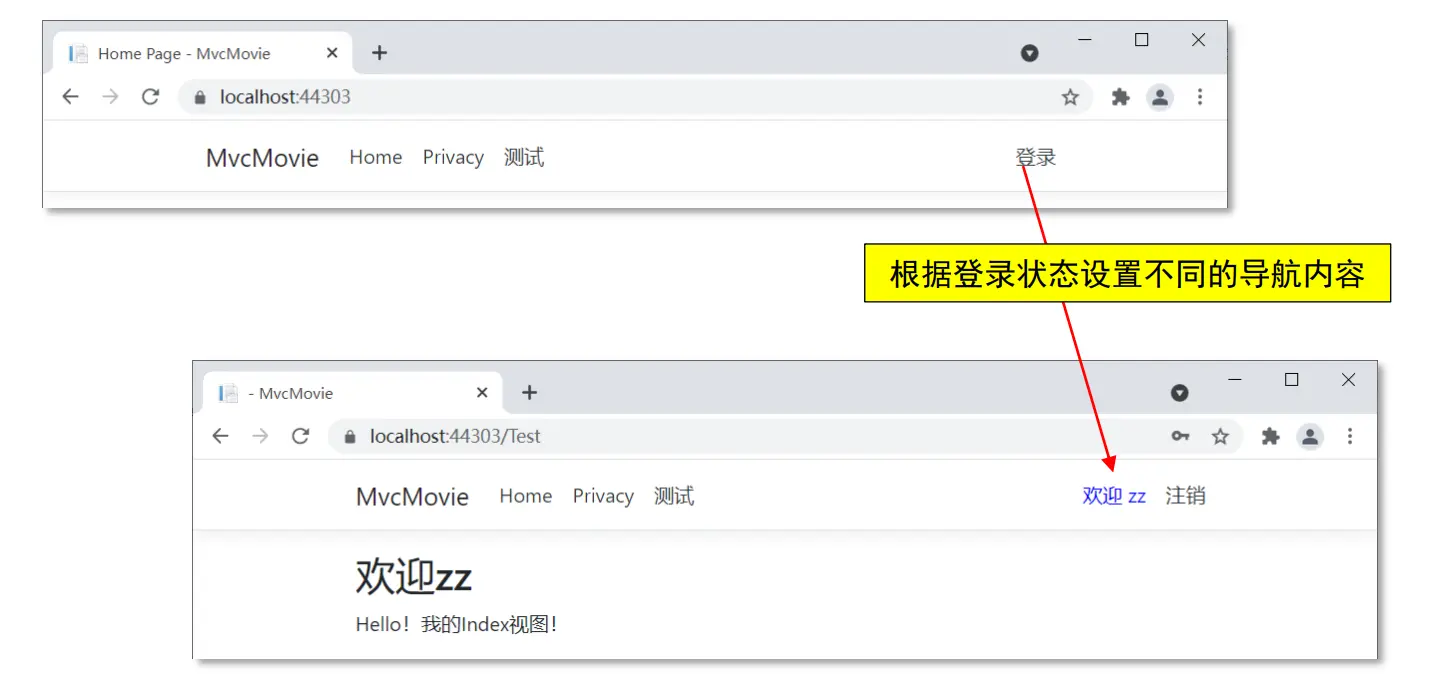 Home Page - MvcMovie
localhost:44303
MvcMovie Home Privacy 测试 登录
根据登录状态设置不同的导航内容
- MvcMovie
localhost:44303/Test
MvcMovie Home Privacy 测试 欢迎 zz 注销
欢迎zz
Hello！我的Index视图！